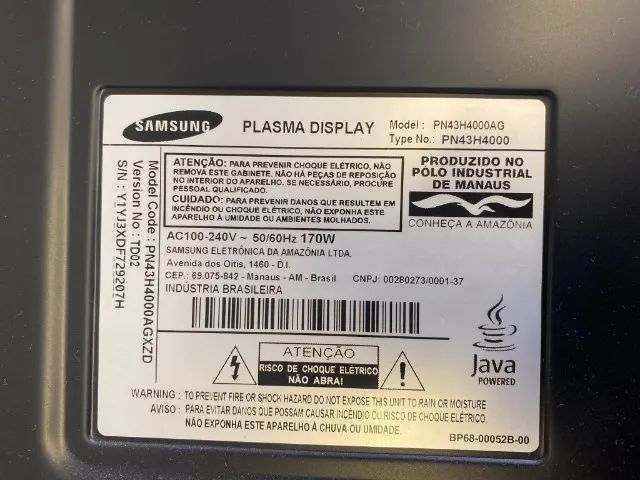 SAMSUNG
PLASMA DISPLAY
Model : PN43H4000AG
Type No.: PN43H4000
ATENÇÃO: PARA PREVENIR CHOQUE ELÉTRICO, NÃO
REMOVA ESTE GABINETE. NÃO HÁ PEÇAS DE REPOSIÇÃO
NO INTERIOR DO APARELHO. SE NECESSÁRIO, PROCURE
PESSOAL QUALIFICADO.
CUIDADO: PARA PREVENIR DANOS QUE RESULTEM EM
INCÊNDIO OU CHOQUE ELÉTRICO, NÃO EXPONHA ESTE
APARELHO À UMIDADE OU AMBIENTES MOLHADOS.
PRODUZIDO NO
PÓLO INDUSTRIAL
DE MANAUS
CONHEÇA A AMAZÔNIA
AC100-240V ~ 50/60Hz 170W
SAMSUNG ELETRÔNICA DA AMAZÔNIA LTDA.
Avenida dos Oitis, 1460 - D.I.
CEP.: 69.075-842 - Manaus - AM - Brasil CNPJ: 00280273/0001-37
INDÚSTRIA BRASILEIRA
Model Code : PN43H4000AGXZD
Version No : TD02
S/N : Y1YJ3XDF729207H
ATENÇÃO
RISCO DE CHOQUE ELÉTRICO
NÃO ABRA!
Java
POWERED
WARNING : TO PREVENT FIRE OR SHOCK HAZARD DO NOT EXPOSE THIS UNIT TO RAIN OR MOISTURE.
AVISO : PARA EVITAR DANOS QUE POSSAM CAUSAR INCÊNDIO OU RISCO DE CHOQUE ELÉTRICO,
NÃO EXPONHA ESTE APARELHO À CHUVA OU UMIDADE.
BP68-00052B-00